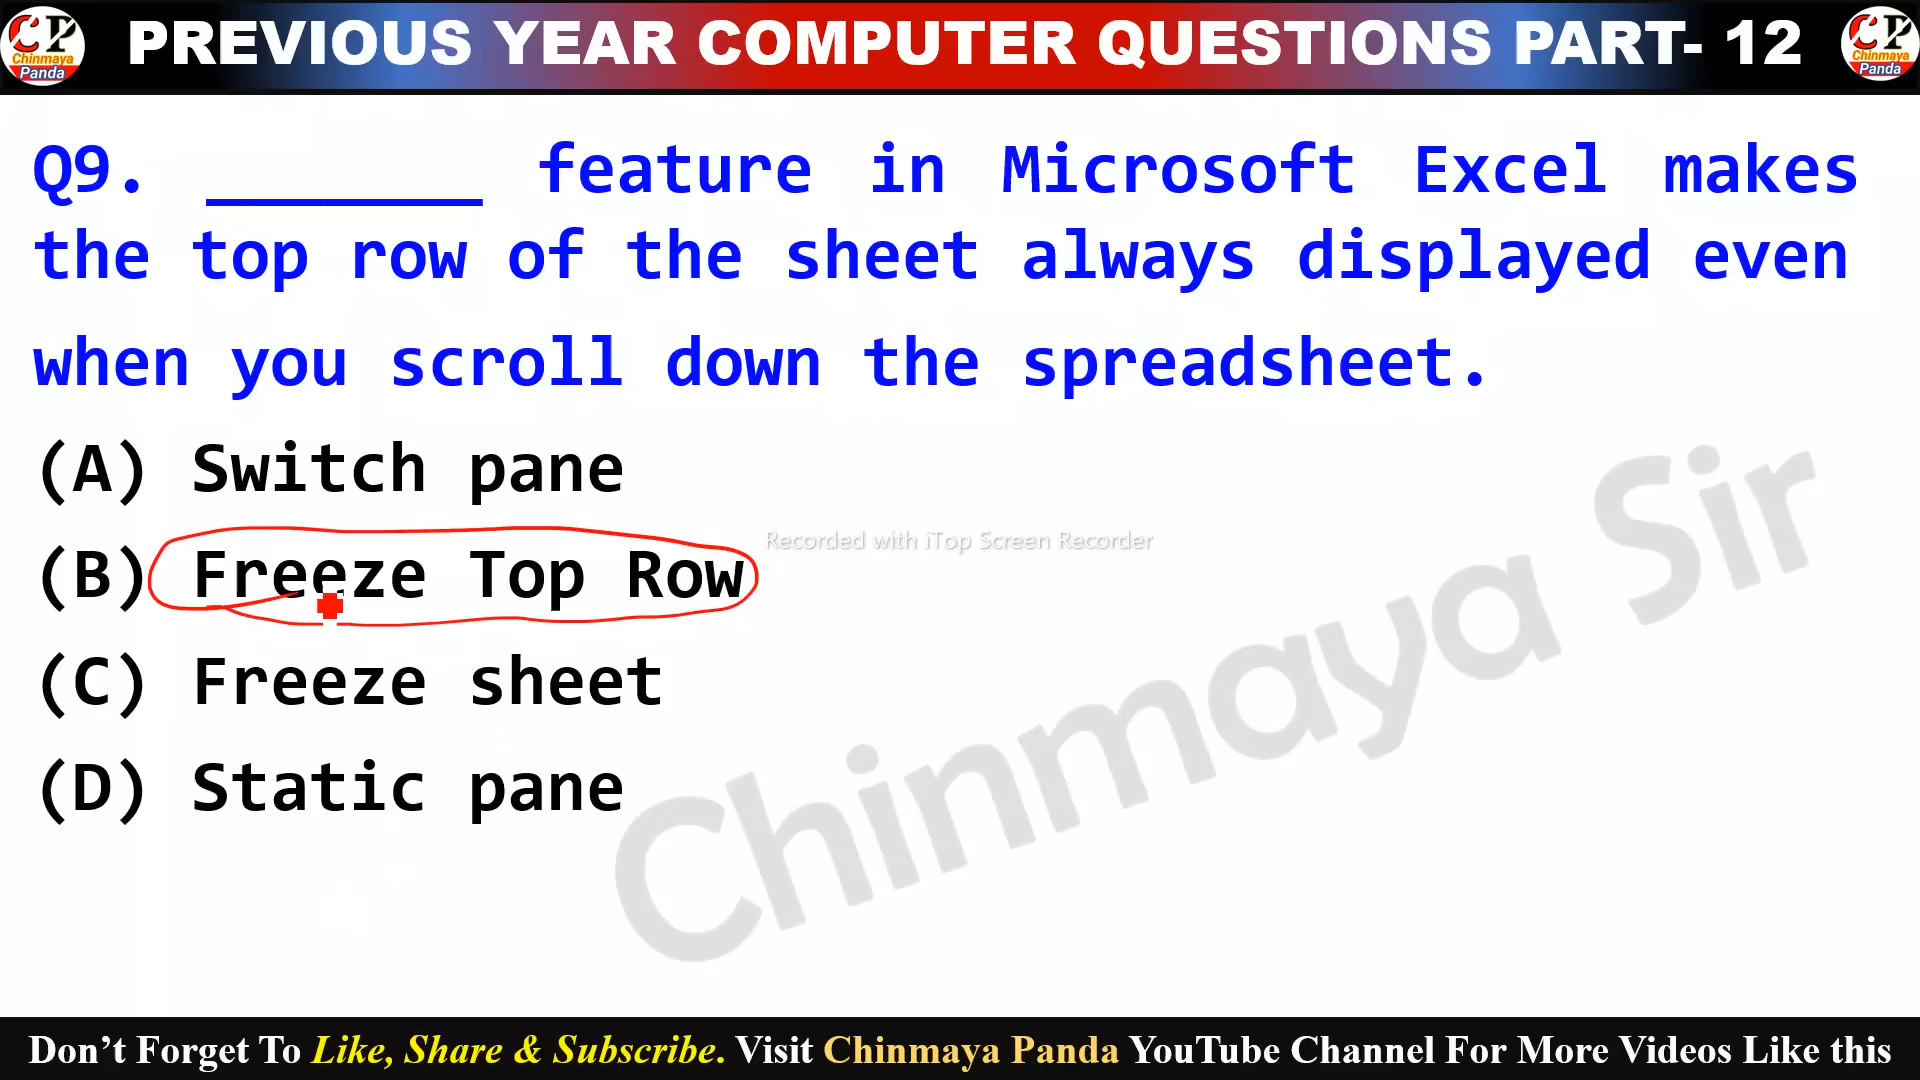 PREVIOUS YEAR COMPUTER QUESTIONS PART- 12
CP
Chinmaya
Panda
CP
Chinmaya
Panda
Q9. _______ feature in Microsoft Excel makes
the top row of the sheet always displayed even
when you scroll down the spreadsheet.
(A) Switch pane
(B) Freeze Top Row
(C) Freeze sheet
(D) Static pane
Recorded with iTop Screen Recorder
Chinmaya Sir
Don’t Forget To Like, Share & Subscribe. Visit Chinmaya Panda YouTube Channel For More Videos Like this